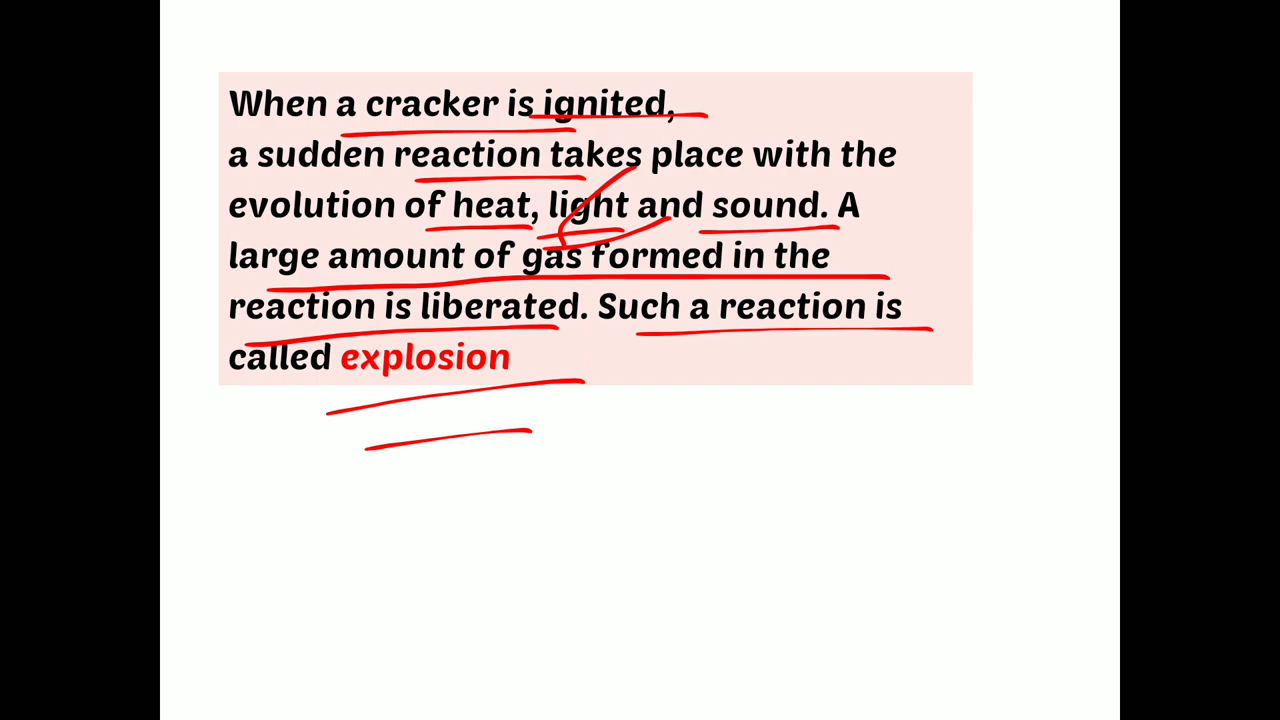 When a cracker is ignited,
a sudden reaction takes place with the
evolution of heat, light and sound. A
large amount of gas formed in the
reaction is liberated. Such a reaction is
called explosion